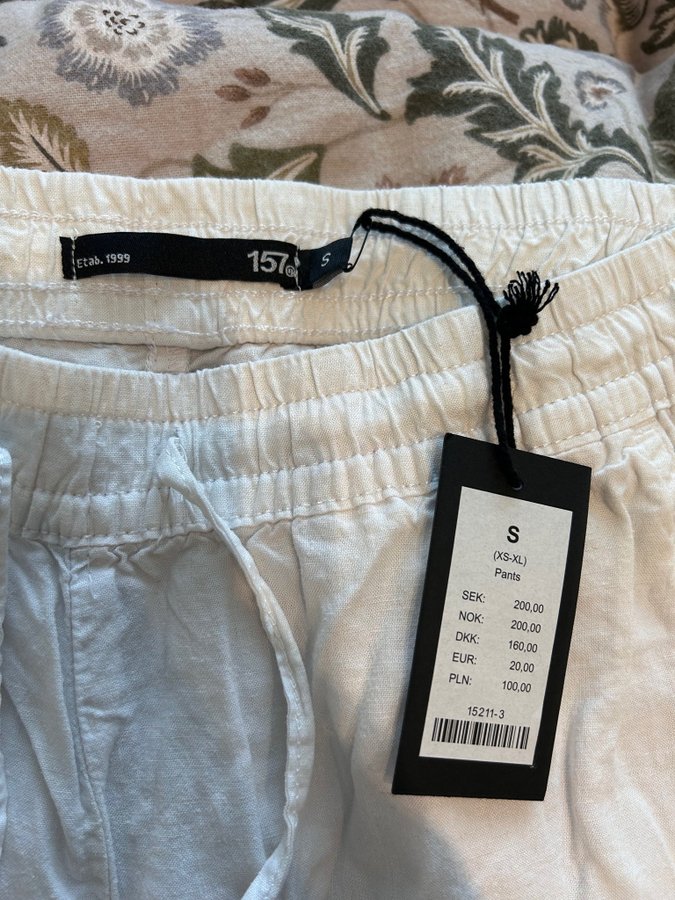 Etab. 1999
157
S
S
(XS-XL)
Pants
SEK: 200,00
NOK: 200,00
DKK: 160,00
EUR: 20,00
PLN: 100,00
15211-3